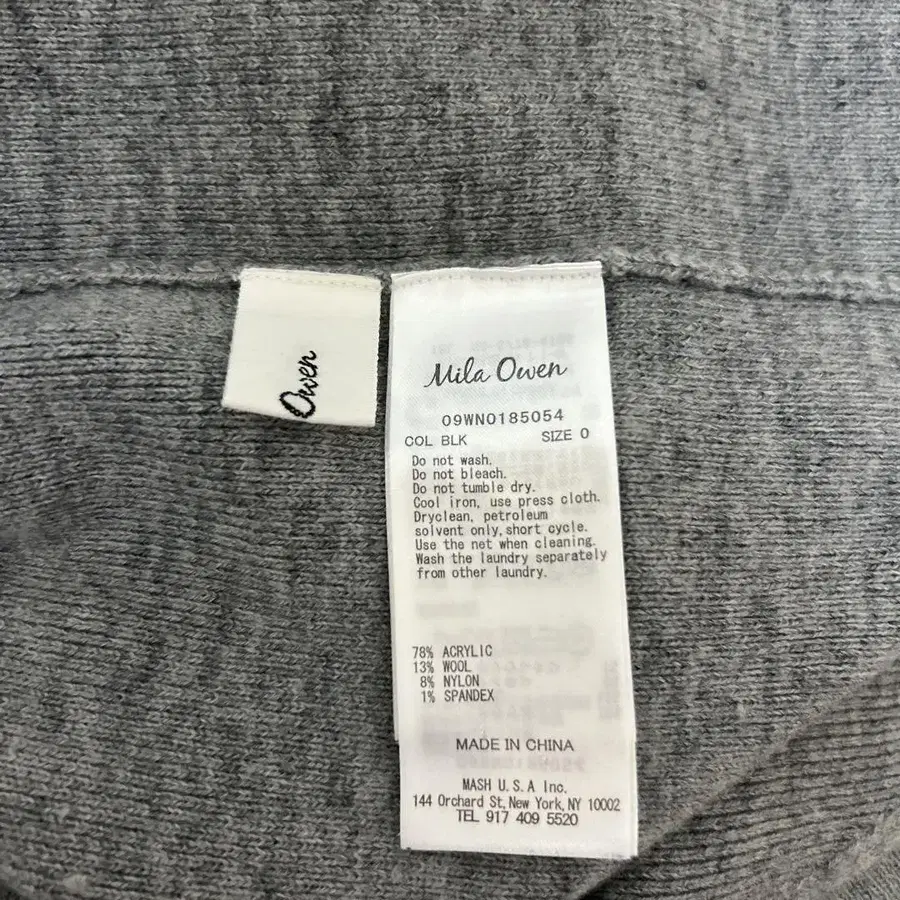 Owen
Mila Owen
09WNO185054
COL BLK SIZE 0
Do not wash.
Do not bleach.
Do not tumble dry.
Cool iron, use press cloth.
Dryclean, petroleum
solvent only,short cycle.
Use the net when cleaning.
Wash the laundry separately
from other laundry.
78% ACRYLIC
13% WOOL
8% NYLON
1% SPANDEX
MADE IN CHINA
MASH U.S.A Inc.
144 Orchard St, New York, NY 10002
TEL 917 409 5520